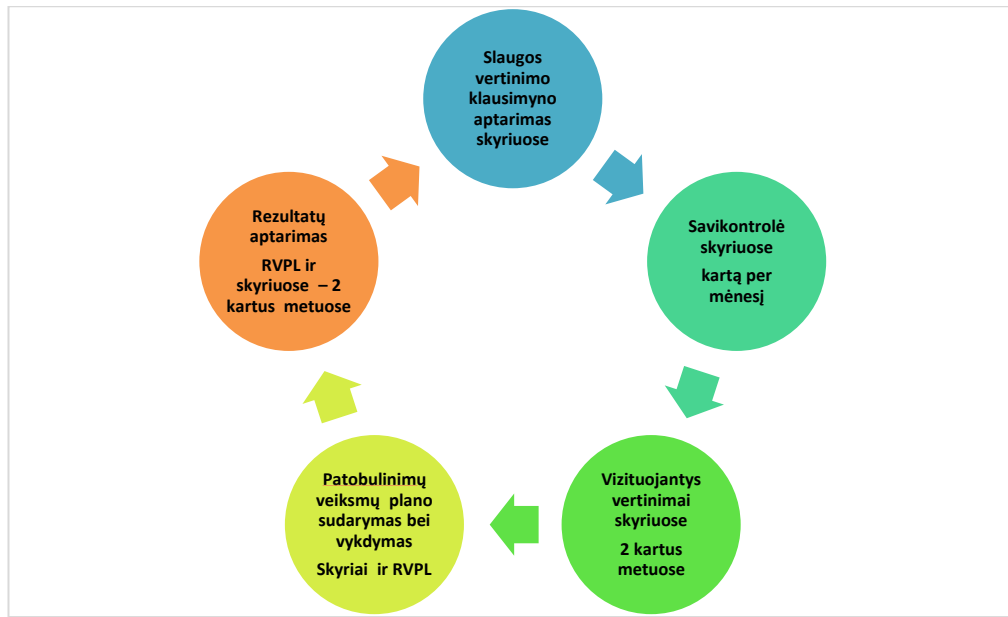 Slaugos
vertinimo
klausimyno
aptarimas
skyriuose
Savikontrolė
skyriuose
kartą per
mėnesį
Vizituojantys
vertinimai
skyriuose
2 kartus
metuose
Patobulinimų
veiksmų plano
sudarymas bei
vykdymas
Skyriai ir RVPL
Rezultatų
aptarimas
RVPL ir
skyriuose – 2
kartus metuose